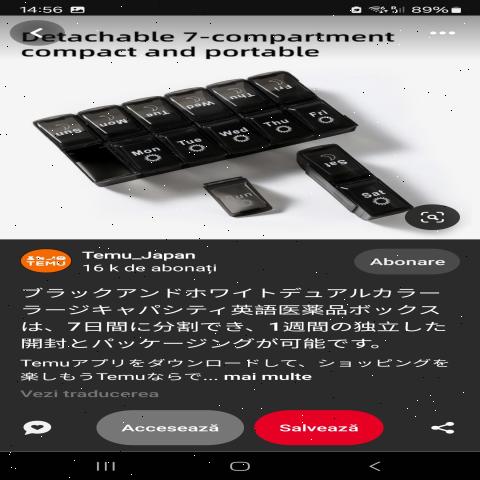 14:56
89%
Detachable 7-compartment
compact and portable
Sun Mon Tue Wed Thu Fri
Mon Tue Wed Thu Fri
Sat
Sat
TEMU
Temu_Japan
16 k de abonați
Abonare
ブラックアンドホワイトデュアルカラー
ラージキャパシティ英語医薬品ボックス
は、7日間に分割でき、1週間の独立した
開封とパッケージングが可能です。
Temuアプリをダウンロードして、ショッピングを
楽しもうTemuならで... mai multe
Vezi traducerea
Accesează
Salvează